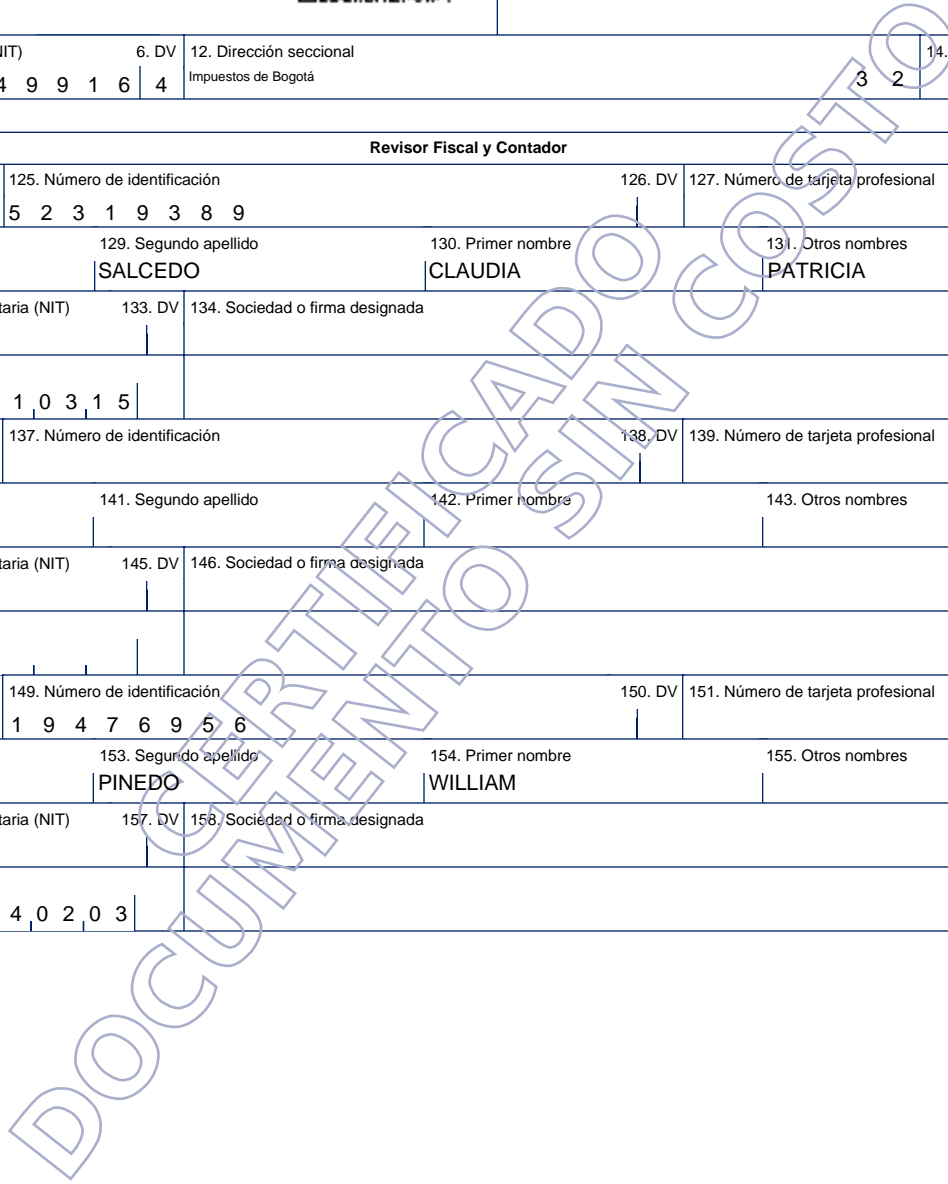 IT) 6. DV 12. Dirección seccional 14.
4 9 9 1 6 4 Impuestos de Bogotá 3 2
Revisor Fiscal y Contador
125. Número de identificación 126. DV 127. Número de tarjeta profesional
5 2 3 1 9 3 8 9
129. Segundo apellido 130. Primer nombre 131. Otros nombres
SALCEDO CLAUDIA PATRICIA
taria (NIT) 133. DV 134. Sociedad o firma designada
1 0 3 1 5
137. Número de identificación 138. DV 139. Número de tarjeta profesional
141. Segundo apellido 142. Primer nombre 143. Otros nombres
taria (NIT) 145. DV 146. Sociedad o firma designada
149. Número de identificación 150. DV 151. Número de tarjeta profesional
1 9 4 7 6 9 5 6
153. Segundo apellido 154. Primer nombre 155. Otros nombres
PINEDO WILLIAM
taria (NIT) 157. DV 158. Sociedad o firma designada
4 0 2 0 3
CERTIFICADO
DOCUMENTO SIN COSTO